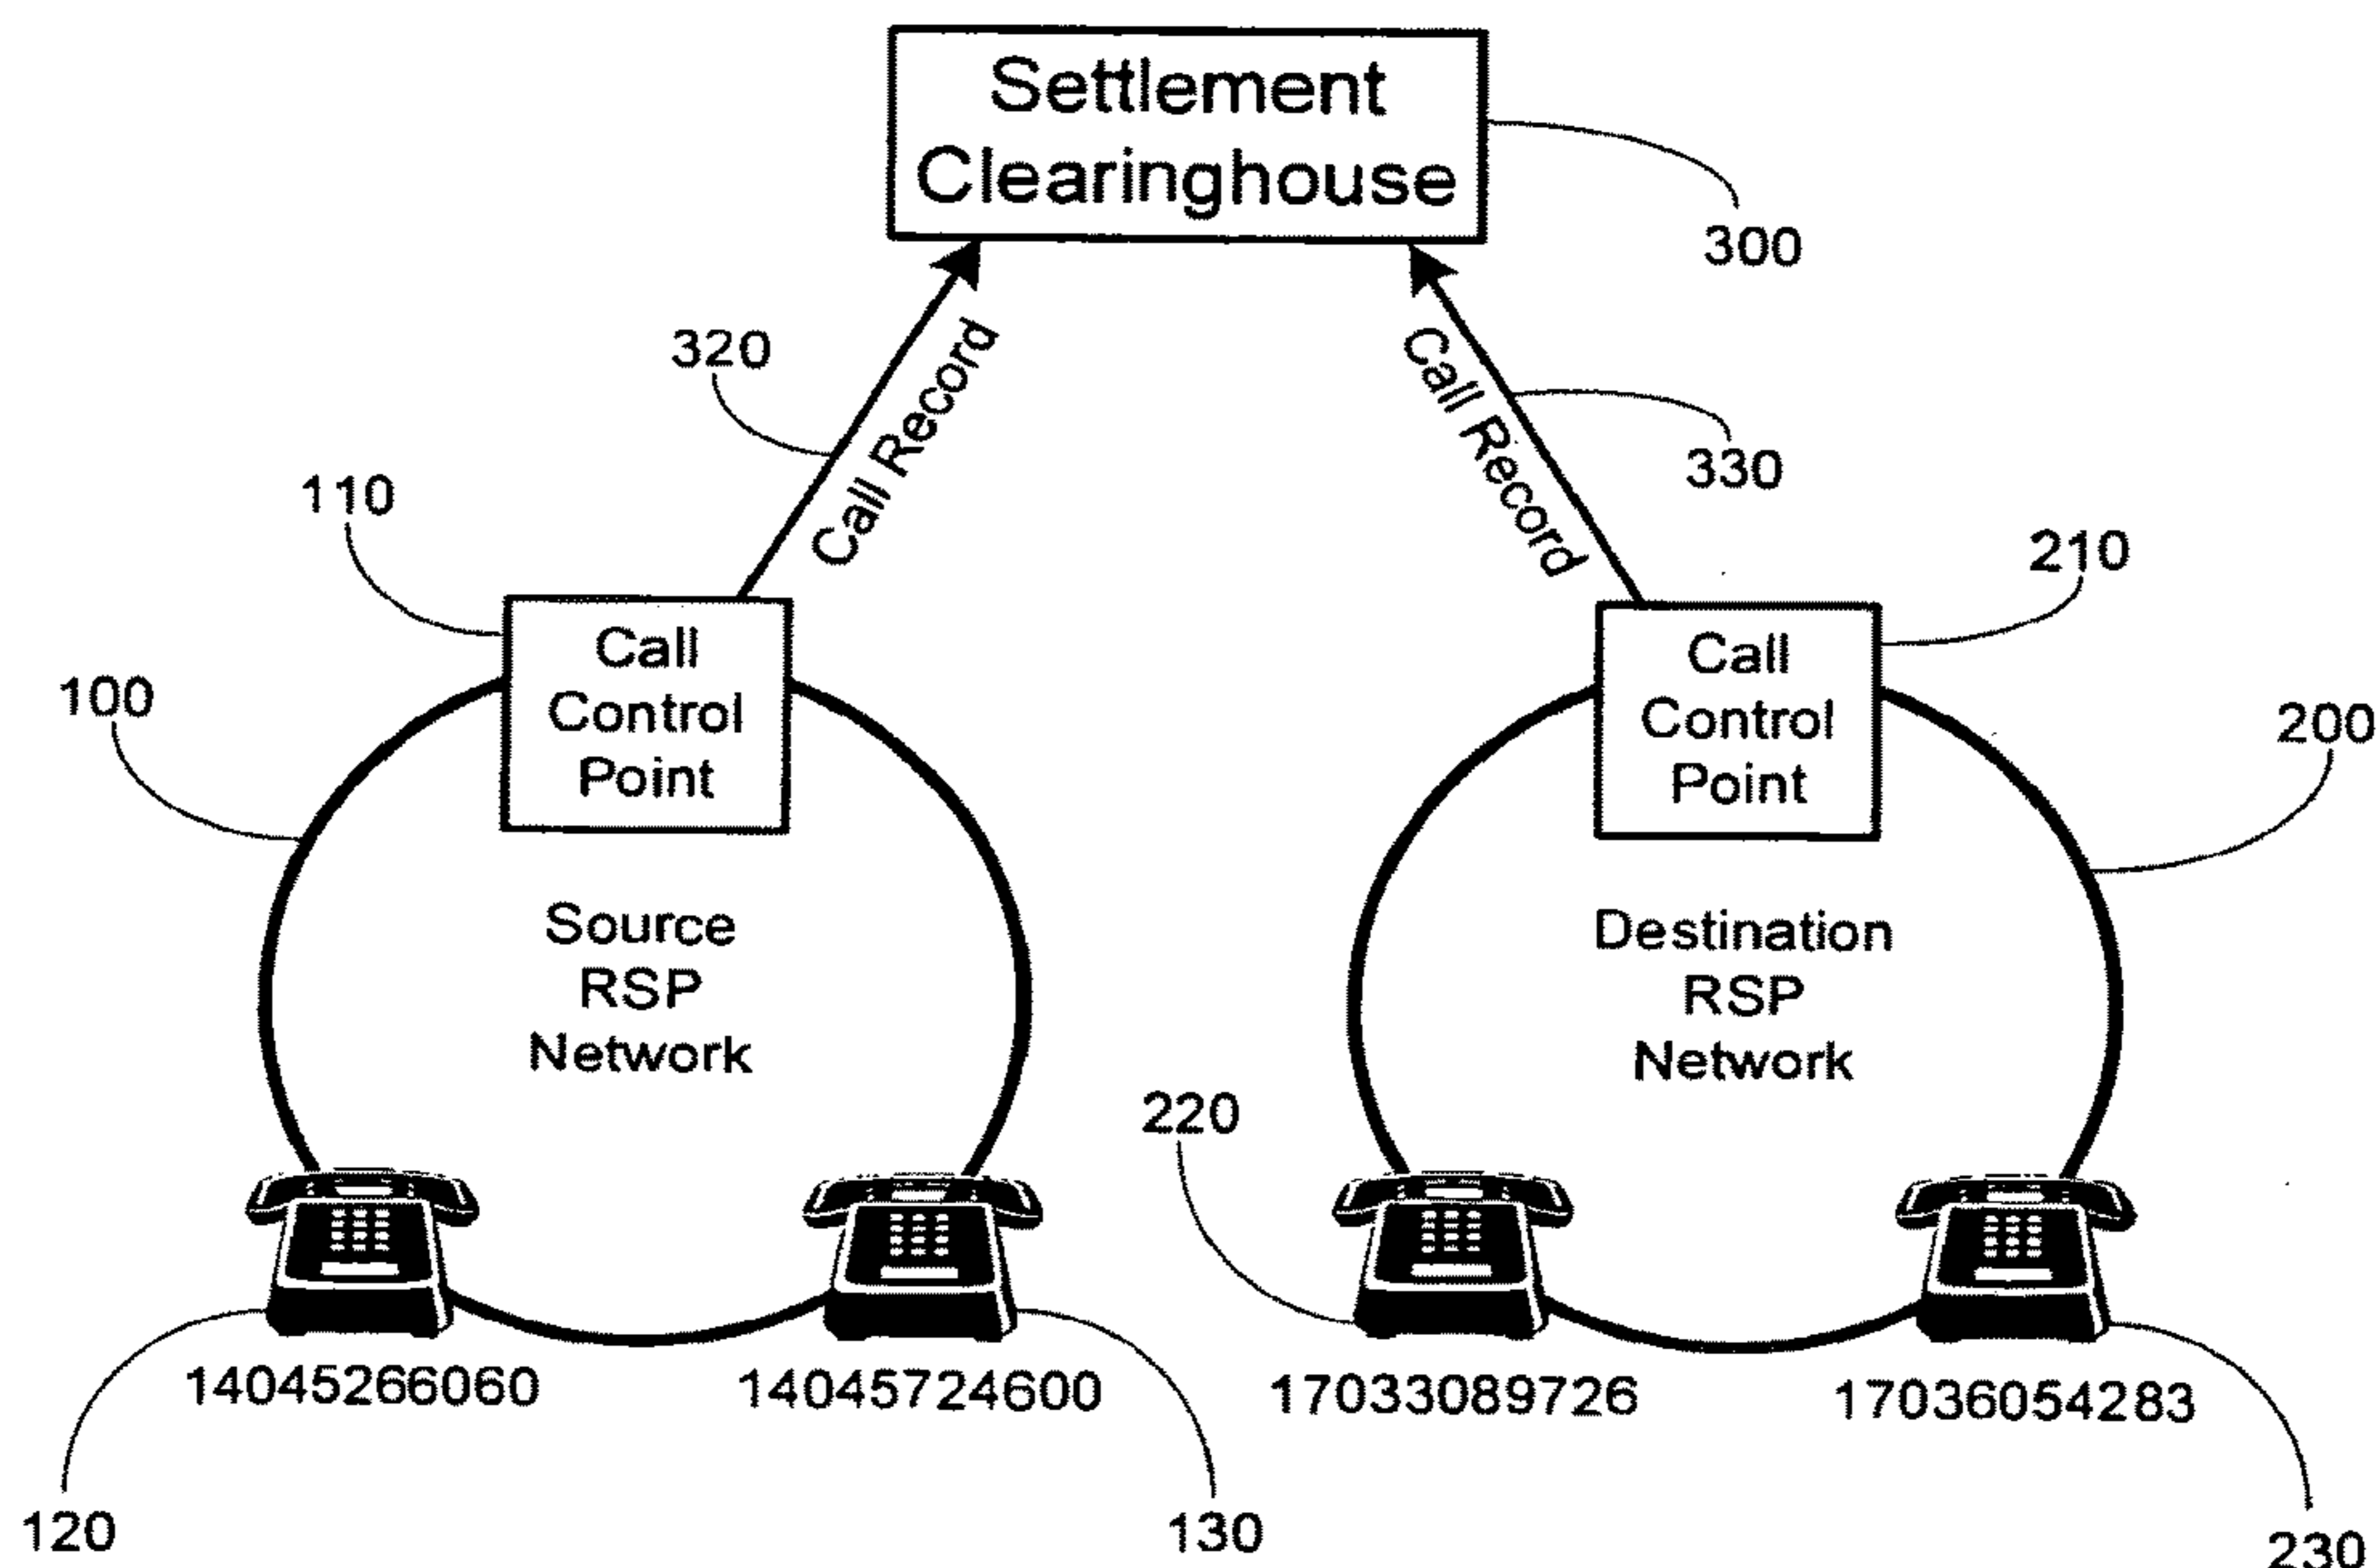 Settlement
Clearinghouse
300
320
Call Record
Call Record
330
110
210
Call
Control
Point
Call
Control
Point
100
200
Source
RSP
Network
Destination
RSP
Network
220
14045266060
14045724600
17033089726
17036054283
120
130
230